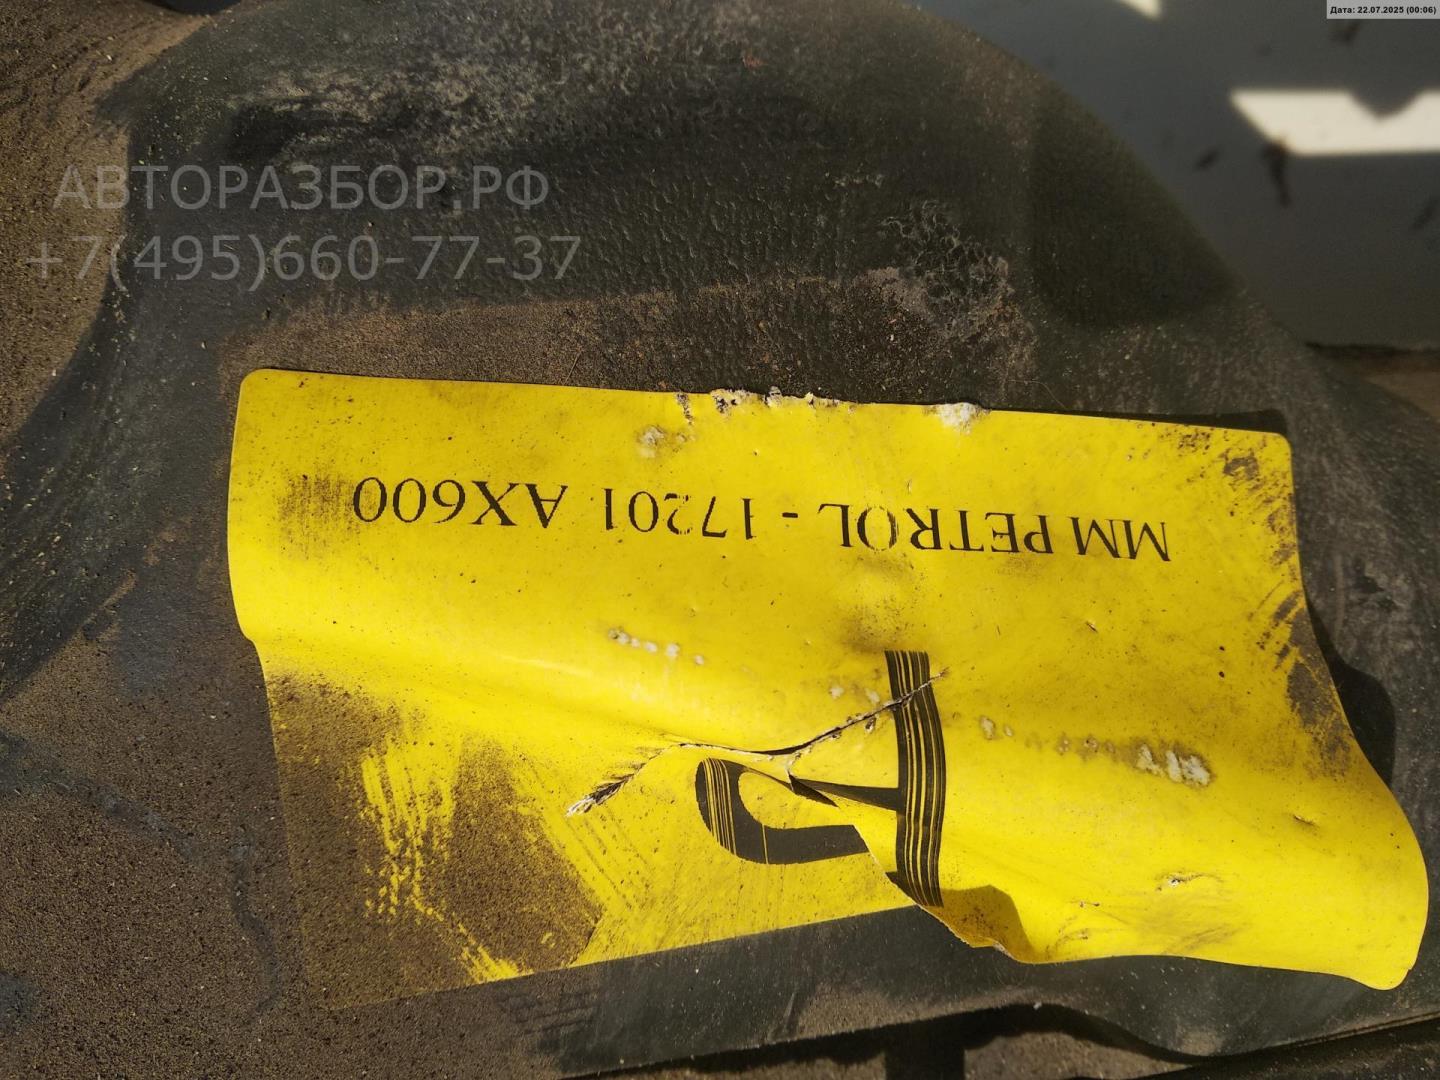 Дата: 22.07.2025 (00:06)
АВТОРАЗБОР.РФ
+7(495)660-77-37
MM PETROL - 17201 AX600